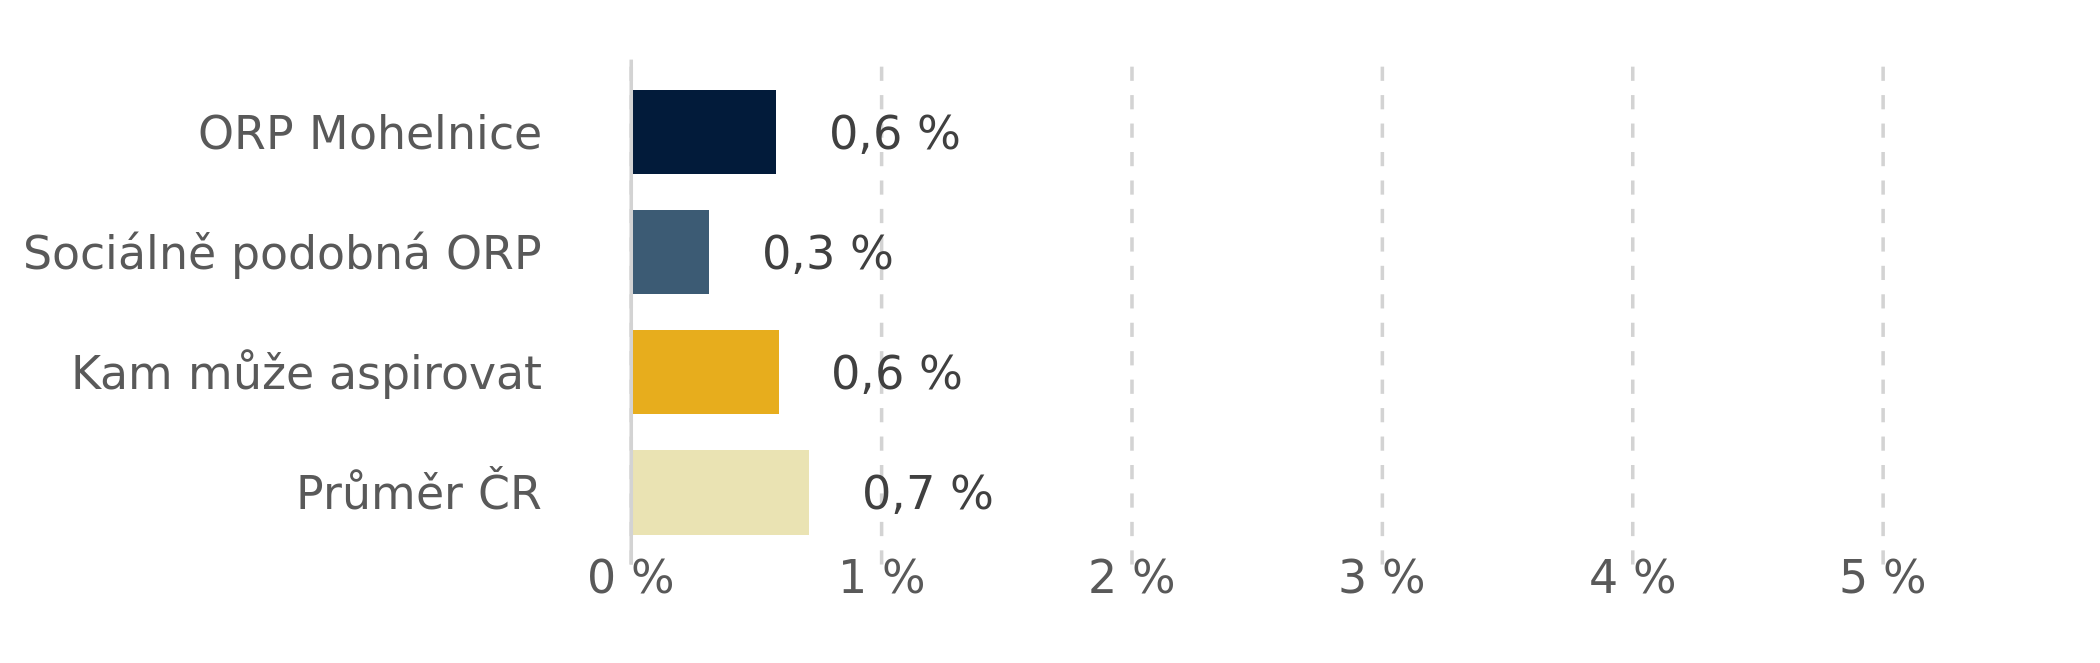 ORP Mohelnice 0,6 %
Sociálně podobná ORP 0,3 %
Kam může aspirovat 0,6 %
Průměr ČR 0,7 %
0 % 1 % 2 % 3 % 4 % 5 %